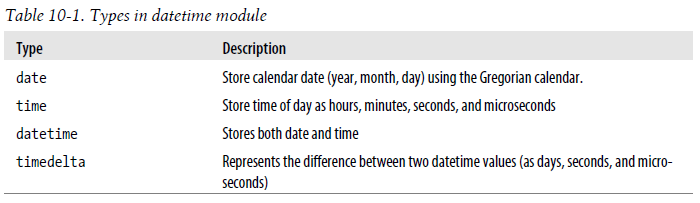 Table 10-1. Types in datetime module
Type Description
date Store calendar date (year, month, day) using the Gregorian calendar.
time Store time of day as hours, minutes, seconds, and microseconds
datetime Stores both date and time
timedelta Represents the difference between two datetime values (as days, seconds, and micro-
seconds)